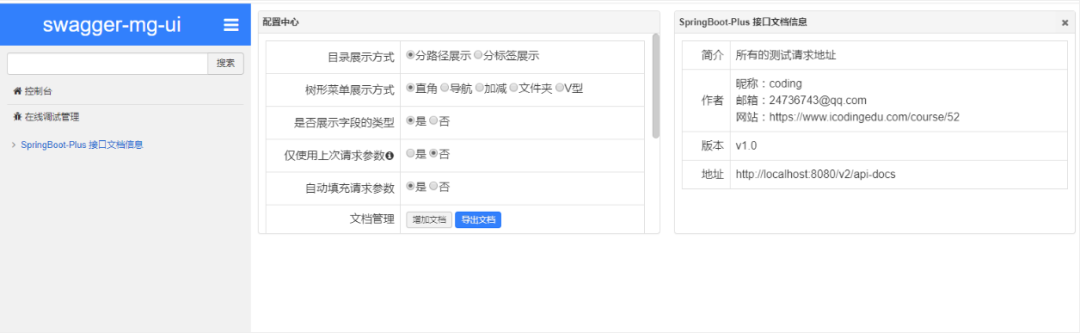 swagger-mg-ui
搜索
控制台
在线调试管理
SpringBoot-Plus 接口文档信息
配置中心
目录展示方式 分路径展示 分标签展示
树形菜单展示方式 直角 导航 加减 文件夹 V型
是否展示字段的类型 是 否
仅使用上次请求参数 是 否
自动填充请求参数 是 否
文档管理 增加文档 导出文档
SpringBoot-Plus 接口文档信息
简介 所有的测试请求地址
作者 昵称：coding
邮箱：24736743@qq.com
网站：https://www.icodingedu.com/course/52
版本 v1.0
地址 http://localhost:8080/v2/api-docs